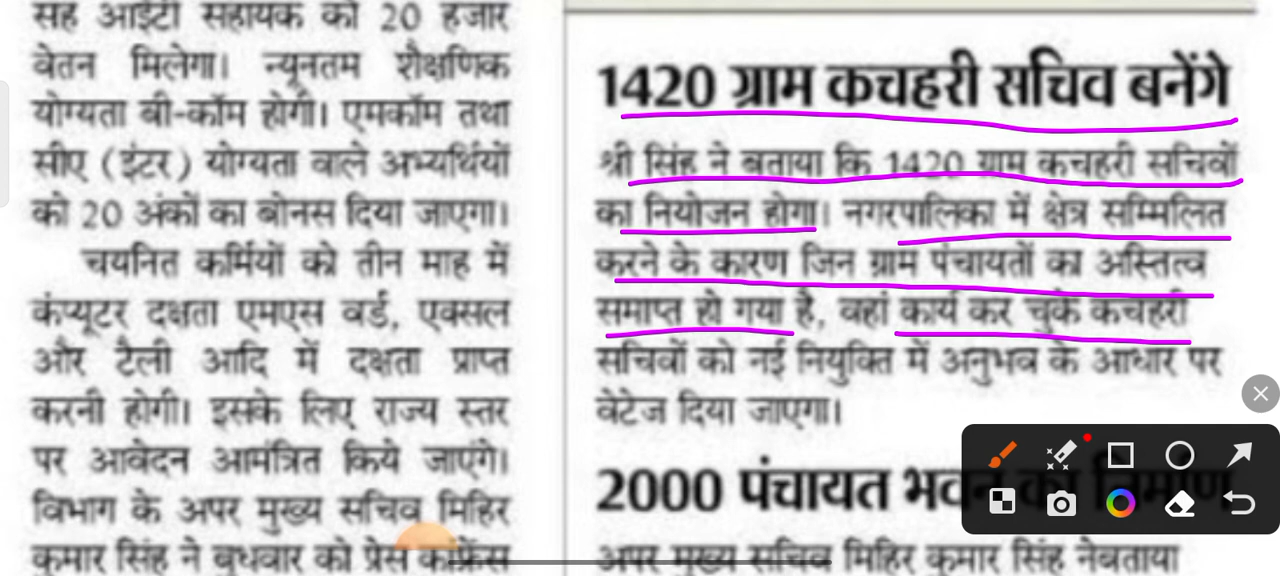 सह आईटी सहायक को 20 हजार
वेतन मिलेगा। न्यूनतम शैक्षणिक
योग्यता बी-कॉम होगी। एमकॉम तथा
सीए (इंटर) योग्यता वाले अभ्यर्थियों
को 20 अंकों का बोनस दिया जाएगा।
चयनित कर्मियों को तीन माह में
कंप्यूटर दक्षता एमएस वर्ड, एक्सल
और टैली आदि में दक्षता प्राप्त
करनी होगी। इसके लिए राज्य स्तर
पर आवेदन आमंत्रित किये जाएंगे।
विभाग के अपर मुख्य सचिव मिहिर
कुमार सिंह ने बुधवार को प्रेस कॉफ्रेंस
1420 ग्राम कचहरी सचिव बनेंगे
श्री सिंह ने बताया कि 1420 ग्राम कचहरी सचिवों
का नियोजन होगा। नगरपालिका में क्षेत्र सम्मिलित
करने के कारण जिन ग्राम पंचायतों का अस्तित्व
समाप्त हो गया है, वहां कार्य कर चुके कचहरी
सचिवों को नई नियुक्ति में अनुभव के आधार पर
वेटेज दिया जाएगा।
2000 पंचायत भवन का निर्माण
अपर मुख्य सचिव मिहिर कुमार सिंह नेबताया